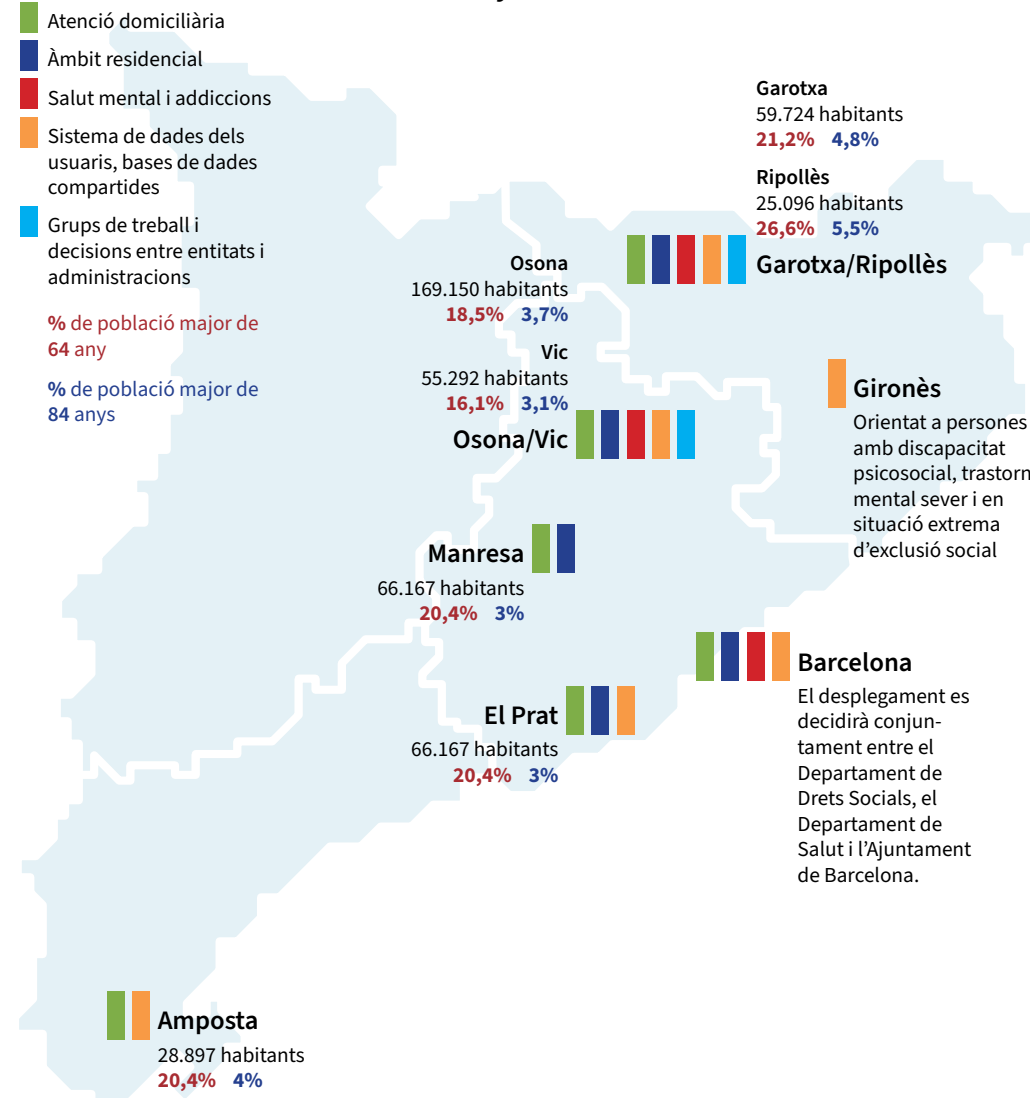 Atenció domiciliària
Àmbit residencial
Salut mental i addiccions
Sistema de dades dels
usuaris, bases de dades
compartides
Grups de treball i
decisions entre entitats i
administracions
% de població major de
64 any
% de població major de
84 anys
Garotxa
59.724 habitants
21,2% 4,8%
Ripollès
25.096 habitants
26,6% 5,5%
Garotxa/Ripollès
Osona
169.150 habitants
18,5% 3,7%
Vic
55.292 habitants
16,1% 3,1%
Osona/Vic
Gironès
Orientat a persones
amb discapacitat
psicosocial, trastorn
mental sever i en
situació extrema
d’exclusió social
Manresa
66.167 habitants
20,4% 3%
Barcelona
El desplegament es
decidirà conjun-
tament entre el
Departament de
Drets Socials, el
Departament de
Salut i l’Ajuntament
de Barcelona.
El Prat
66.167 habitants
20,4% 3%
Amposta
28.897 habitants
20,4% 4%